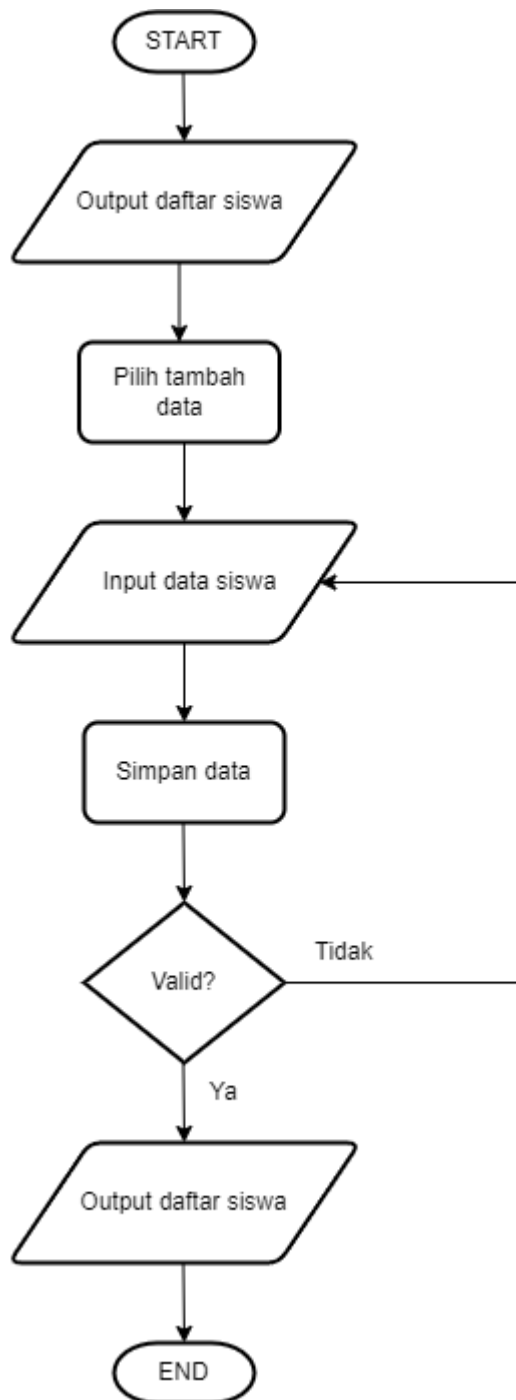 START
Output daftar siswa
Pilih tambah
data
Input data siswa
Simpan data
Valid?
Tidak
Ya
Output daftar siswa
END